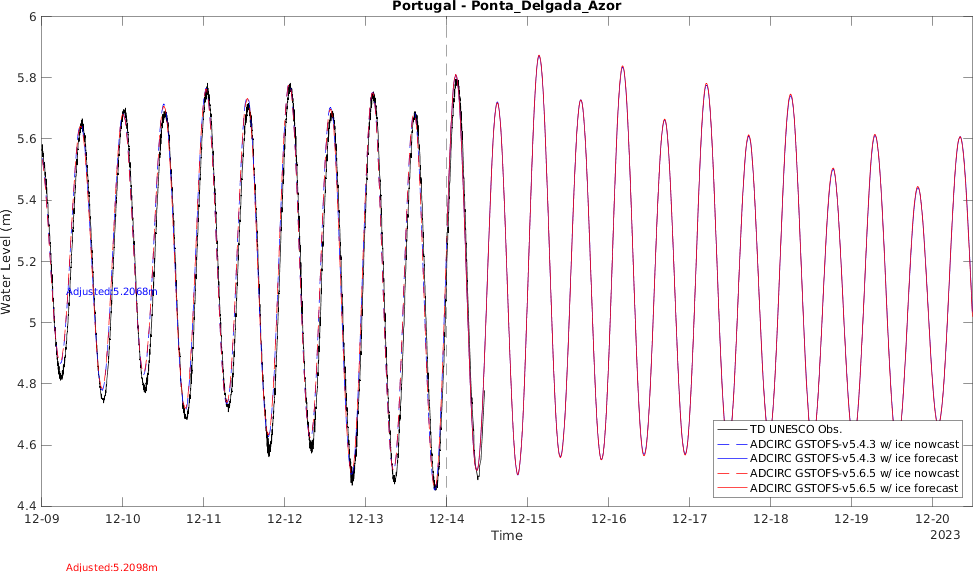 Portugal - Ponta_Delgada_Azor
6
5.8
5.6
5.4
5.2
5
4.8
4.6
4.4
Water Level (m)
Adjusted:5.2068m
TD UNESCO Obs.
ADCIRC GSTOFS-v5.4.3 w/ ice nowcast
ADCIRC GSTOFS-v5.4.3 w/ ice forecast
ADCIRC GSTOFS-v5.6.5 w/ ice nowcast
ADCIRC GSTOFS-v5.6.5 w/ ice forecast
12-09 12-10 12-11 12-12 12-13 12-14 12-15 12-16 12-17 12-18 12-19 12-20
Time
2023
Adjusted:5.2098m